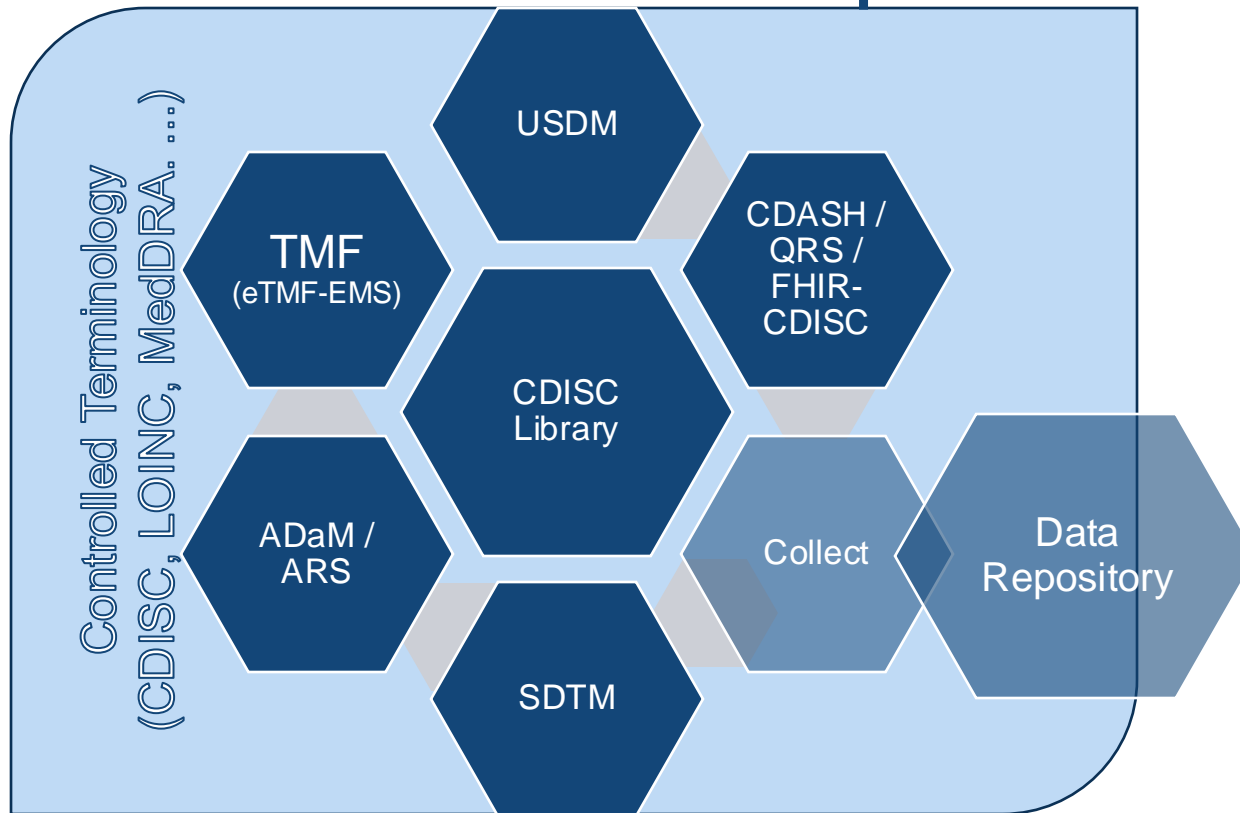 Controlled Terminology
(CDISC, LOINC, MedDRA. ....)
USDM
TMF
(eTMF-EMS)
CDASH /
QRS /
FHIR-
CDISC
CDISC
Library
ADaM /
ARS
Collect
Data
Repository
SDTM